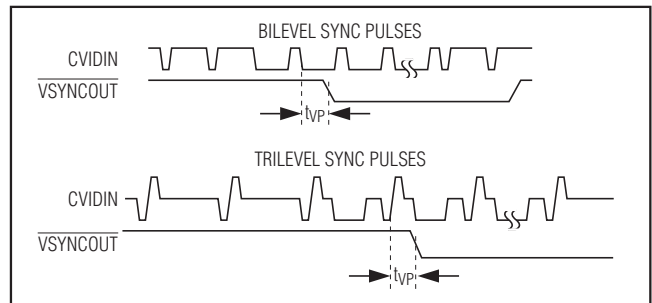 BILEVEL SYNC PULSES
CVIDIN
VSYNCOUT
tVP
TRILEVEL SYNC PULSES
CVIDIN
VSYNCOUT
tVP